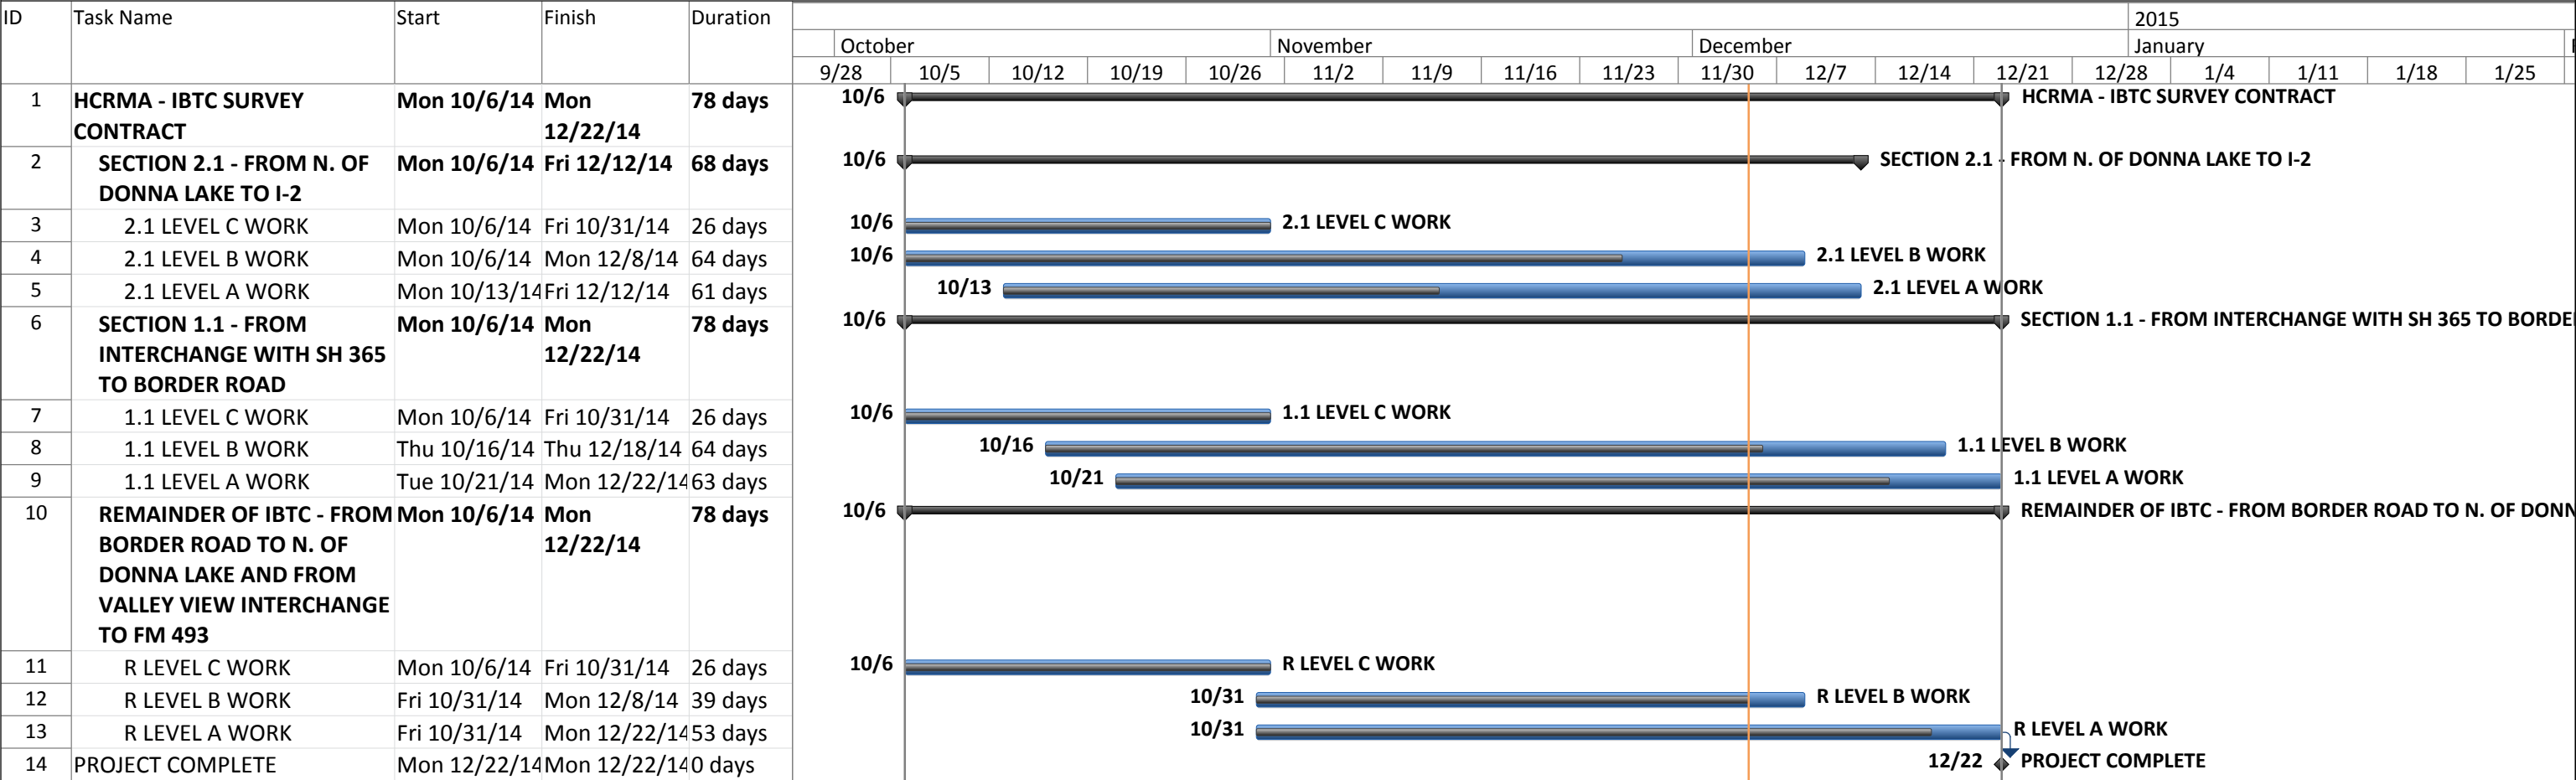 ID Task Name Start Finish Duration
2015
October November December January
9/28 10/5 10/12 10/19 10/26 11/2 11/9 11/16 11/23 11/30 12/7 12/14 12/21 12/28 1/4 1/11 1/18 1/25
1 HCRMA - IBTC SURVEY Mon 10/6/14 Mon 78 days 10/6 HCRMA - IBTC SURVEY CONTRACT
CONTRACT 12/22/14
2 SECTION 2.1 - FROM N. OF Mon 10/6/14 Fri 12/12/14 68 days 10/6 SECTION 2.1 - FROM N. OF DONNA LAKE TO I-2
DONNA LAKE TO I-2
3 2.1 LEVEL C WORK Mon 10/6/14 Fri 10/31/14 26 days 10/6 2.1 LEVEL C WORK
4 2.1 LEVEL B WORK Mon 10/6/14 Mon 12/8/14 64 days 10/6 2.1 LEVEL B WORK
5 2.1 LEVEL A WORK Mon 10/13/14 Fri 12/12/14 61 days 10/13 2.1 LEVEL A WORK
6 SECTION 1.1 - FROM Mon 10/6/14 Mon 78 days 10/6 SECTION 1.1 - FROM INTERCHANGE WITH SH 365 TO BORDE
INTERCHANGE WITH SH 365 12/22/14
TO BORDER ROAD
7 1.1 LEVEL C WORK Mon 10/6/14 Fri 10/31/14 26 days 10/6 1.1 LEVEL C WORK
8 1.1 LEVEL B WORK Thu 10/16/14 Thu 12/18/14 64 days 10/16 1.1 LEVEL B WORK
9 1.1 LEVEL A WORK Tue 10/21/14 Mon 12/22/14 63 days 10/21 1.1 LEVEL A WORK
10 REMAINDER OF IBTC - FROM Mon 10/6/14 Mon 78 days 10/6 REMAINDER OF IBTC - FROM BORDER ROAD TO N. OF DONN
BORDER ROAD TO N. OF 12/22/14
DONNA LAKE AND FROM
VALLEY VIEW INTERCHANGE
TO FM 493
11 R LEVEL C WORK Mon 10/6/14 Fri 10/31/14 26 days 10/6 R LEVEL C WORK
12 R LEVEL B WORK Fri 10/31/14 Mon 12/8/14 39 days 10/31 R LEVEL B WORK
13 R LEVEL A WORK Fri 10/31/14 Mon 12/22/14 53 days 10/31 R LEVEL A WORK
14 PROJECT COMPLETE Mon 12/22/14 Mon 12/22/14 0 days 12/22 PROJECT COMPLETE